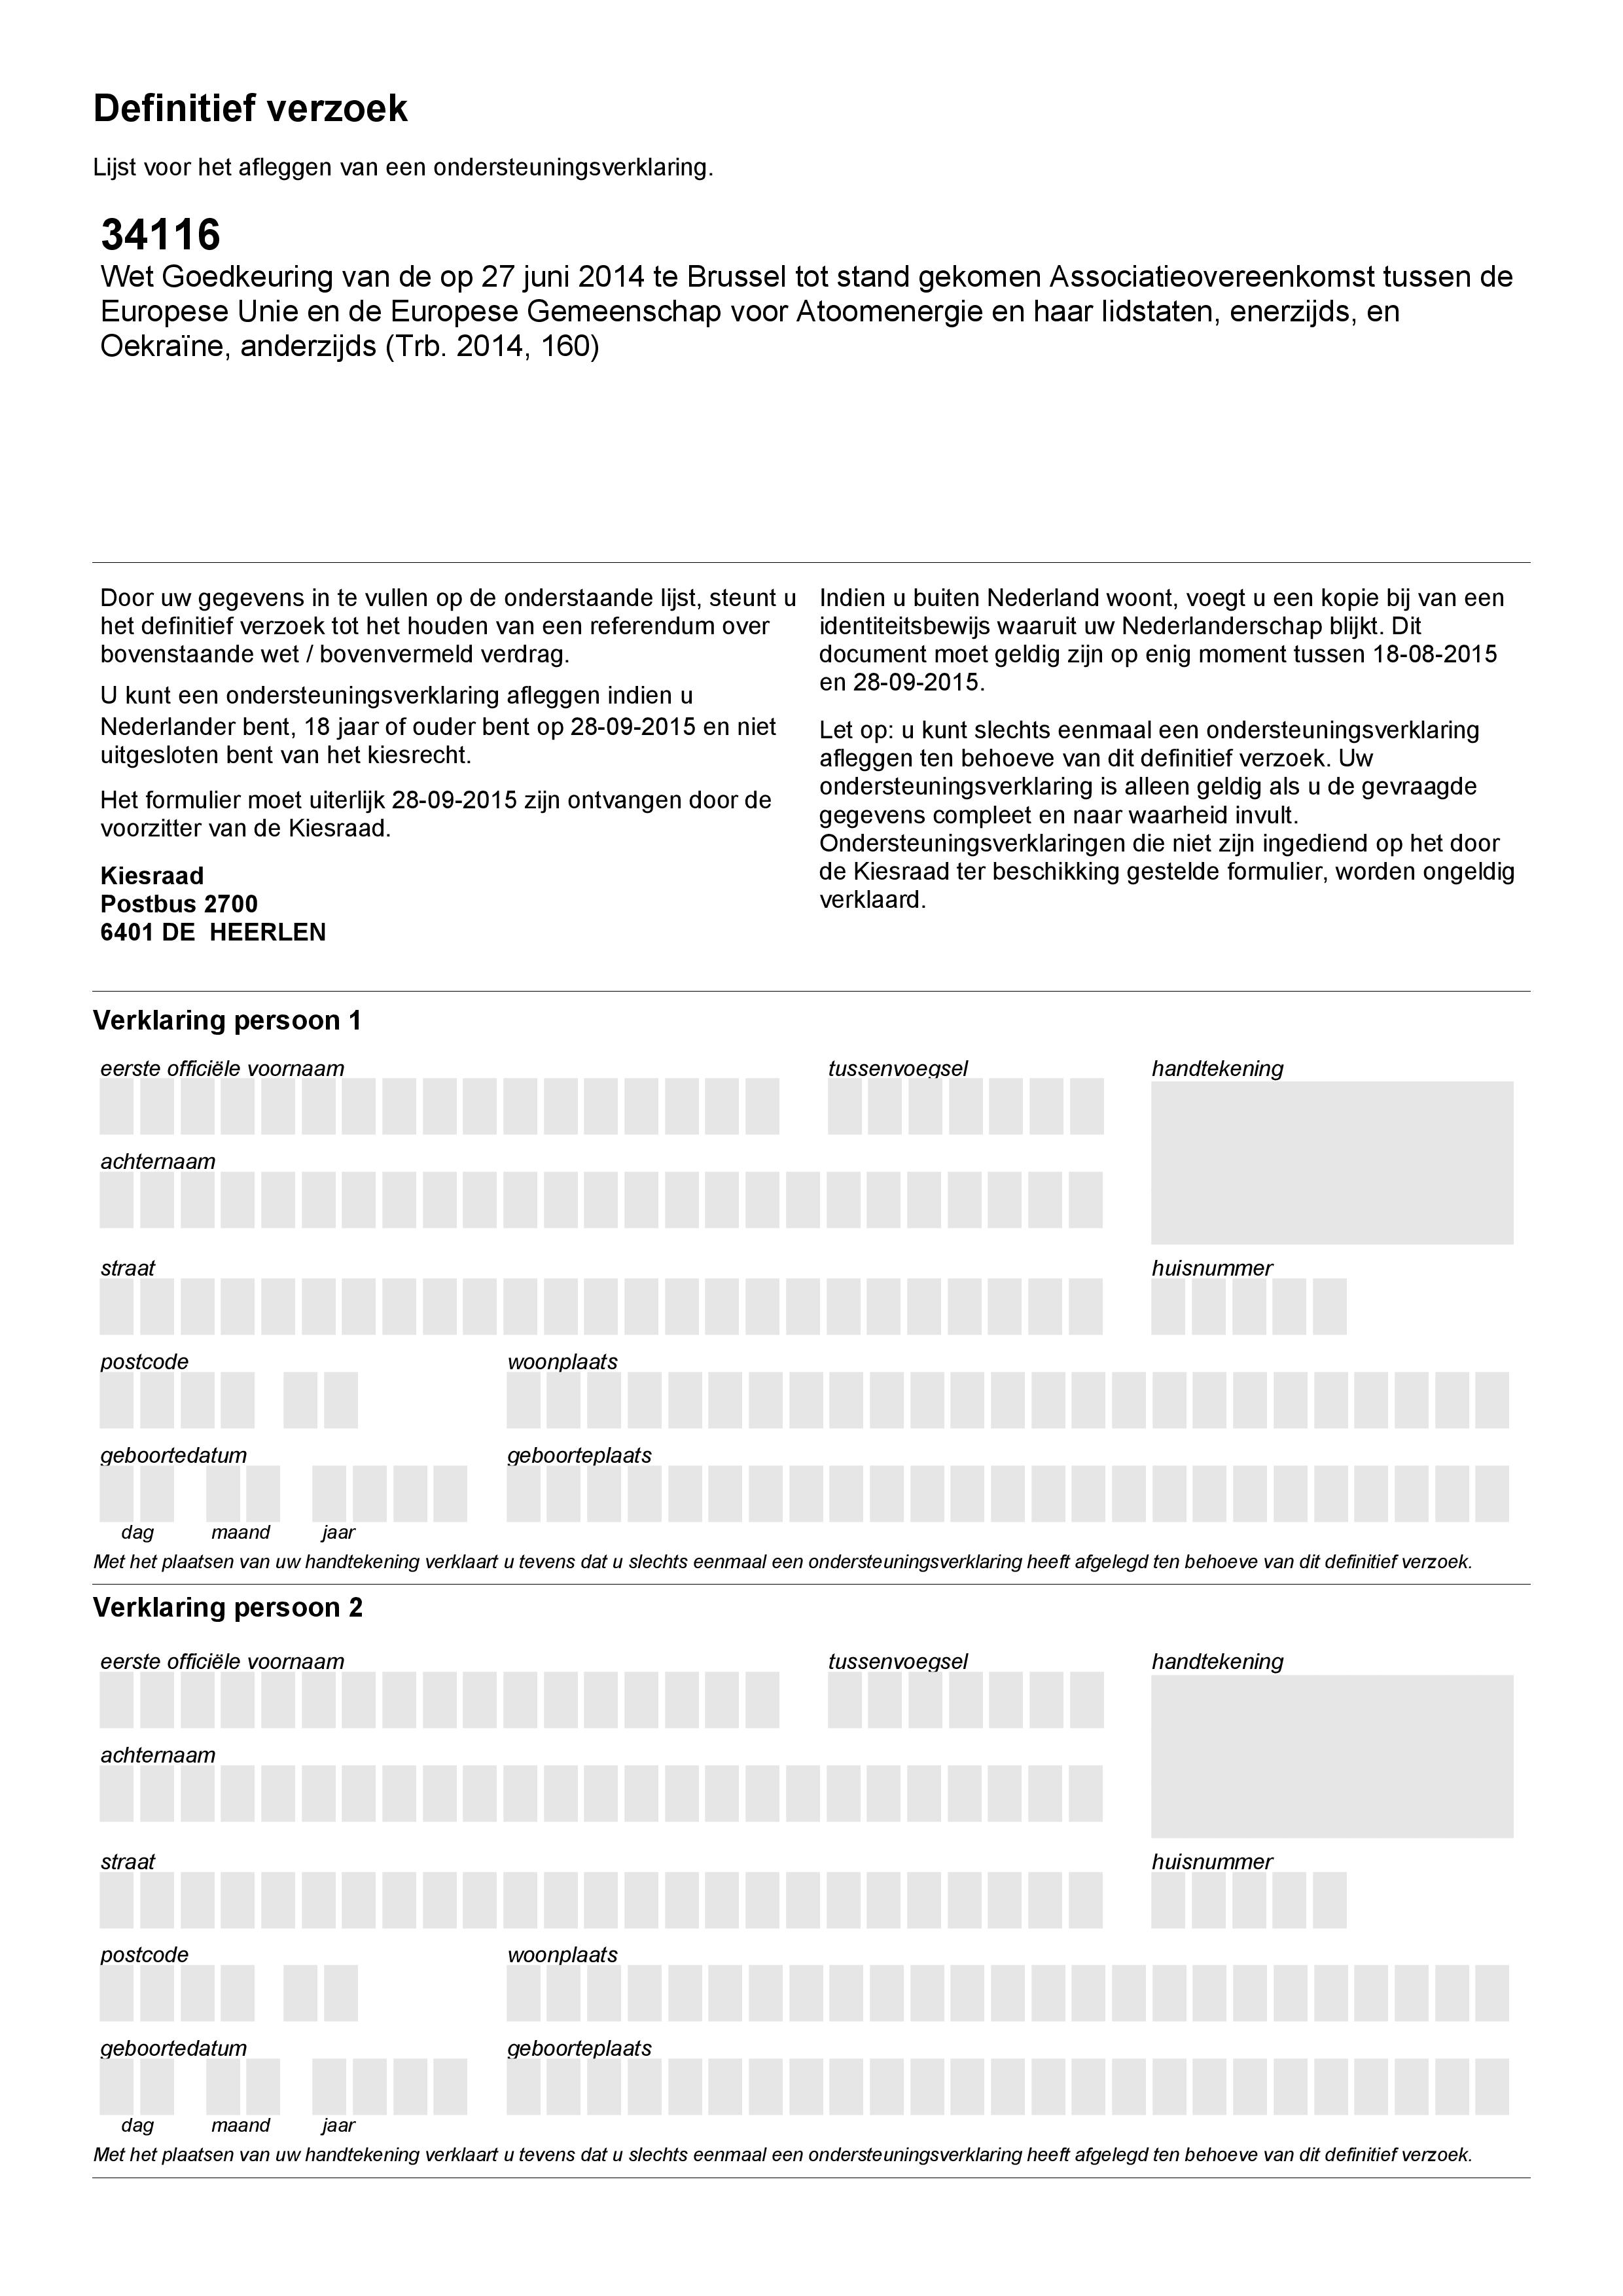 Definitief verzoek
Lijst voor het afleggen van een ondersteuningsverklaring.
34116
Wet Goedkeuring van de op 27 juni 2014 te Brussel tot stand gekomen Associatieovereenkomst tussen de
Europese Unie en de Europese Gemeenschap voor Atoomenergie en haar lidstaten, enerzijds, en
Oekraïne, anderzijds (Trb. 2014, 160)
Door uw gegevens in te vullen op de onderstaande lijst, steunt u
het definitief verzoek tot het houden van een referendum over
bovenstaande wet / bovenvermeld verdrag.
U kunt een ondersteuningsverklaring afleggen indien u
Nederlander bent, 18 jaar of ouder bent op 28-09-2015 en niet
uitgesloten bent van het kiesrecht.
Het formulier moet uiterlijk 28-09-2015 zijn ontvangen door de
voorzitter van de Kiesraad.
Kiesraad
Postbus 2700
6401 DE HEERLEN
Indien u buiten Nederland woont, voegt u een kopie bij van een
identiteitsbewijs waaruit uw Nederlanderschap blijkt. Dit
document moet geldig zijn op enig moment tussen 18-08-2015
en 28-09-2015.
Let op: u kunt slechts eenmaal een ondersteuningsverklaring
afleggen ten behoeve van dit definitief verzoek. Uw
ondersteuningsverklaring is alleen geldig als u de gevraagde
gegevens compleet en naar waarheid invult.
Ondersteuningsverklaringen die niet zijn ingediend op het door
de Kiesraad ter beschikking gestelde formulier, worden ongeldig
verklaard.
Verklaring persoon 1
eerste officiële voornaam tussenvoegsel handtekening
achternaam
straat huisnummer
postcode woonplaats
geboortedatum geboorteplaats
dag maand jaar
Met het plaatsen van uw handtekening verklaart u tevens dat u slechts eenmaal een ondersteuningsverklaring heeft afgelegd ten behoeve van dit definitief verzoek.
Verklaring persoon 2
eerste officiële voornaam tussenvoegsel handtekening
achternaam
straat huisnummer
postcode woonplaats
geboortedatum geboorteplaats
dag maand jaar
Met het plaatsen van uw handtekening verklaart u tevens dat u slechts eenmaal een ondersteuningsverklaring heeft afgelegd ten behoeve van dit definitief verzoek.